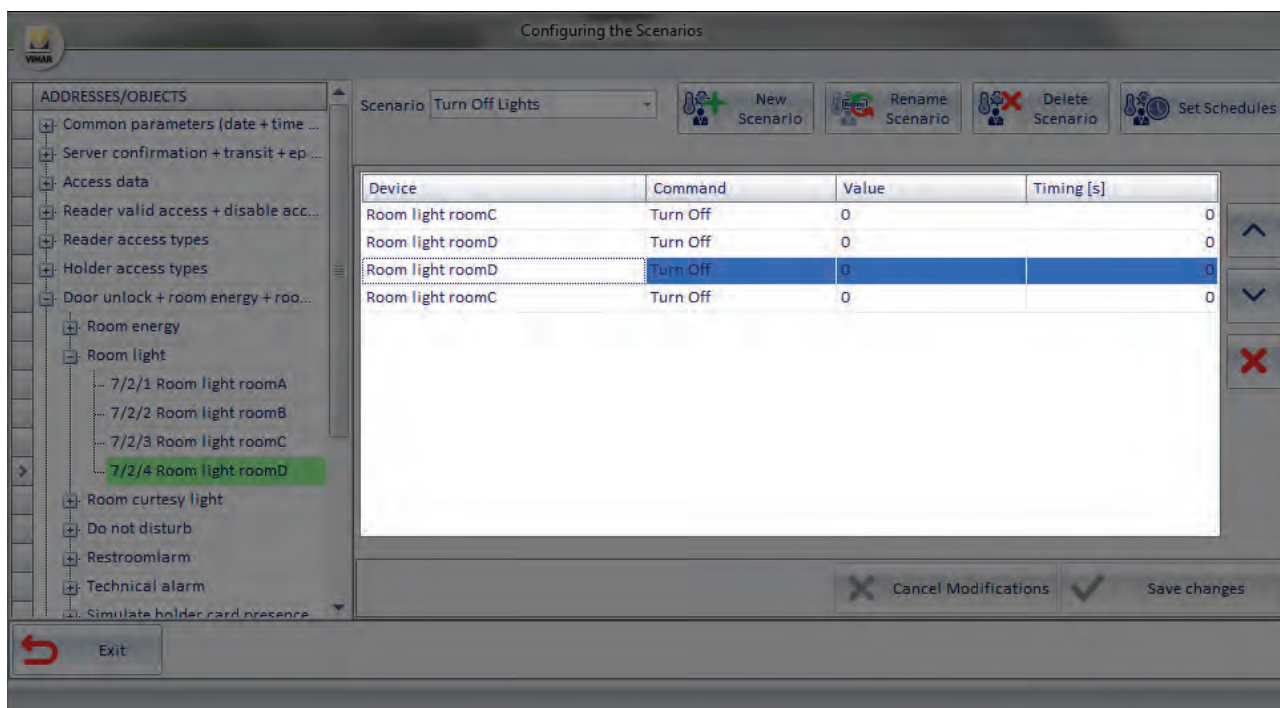 Configuring the Scenarios
VIMAR
ADDRESSES/OBJECTS
Common parameters (date + time ...
Server confirmation + transit + ep ...
Access data
Reader valid access + disable acc...
Reader access types
Holder access types
Door unlock + room energy + roo...
Room energy
Room light
7/2/1 Room light roomA
7/2/2 Room light roomB
7/2/3 Room light roomC
7/2/4 Room light roomD
Room curtesy light
Do not disturb
Restroomlarm
Technical alarm
Simulate holder card presence
Scenario Turn Off Lights
New Scenario
Rename Scenario
Delete Scenario
Set Schedules
Device Command Value Timing [s]
Room light roomC Turn Off 0 0
Room light roomD Turn Off 0 0
Room light roomD Turn Off 0 0
Room light roomC Turn Off 0 0
Cancel Modifications Save changes
Exit